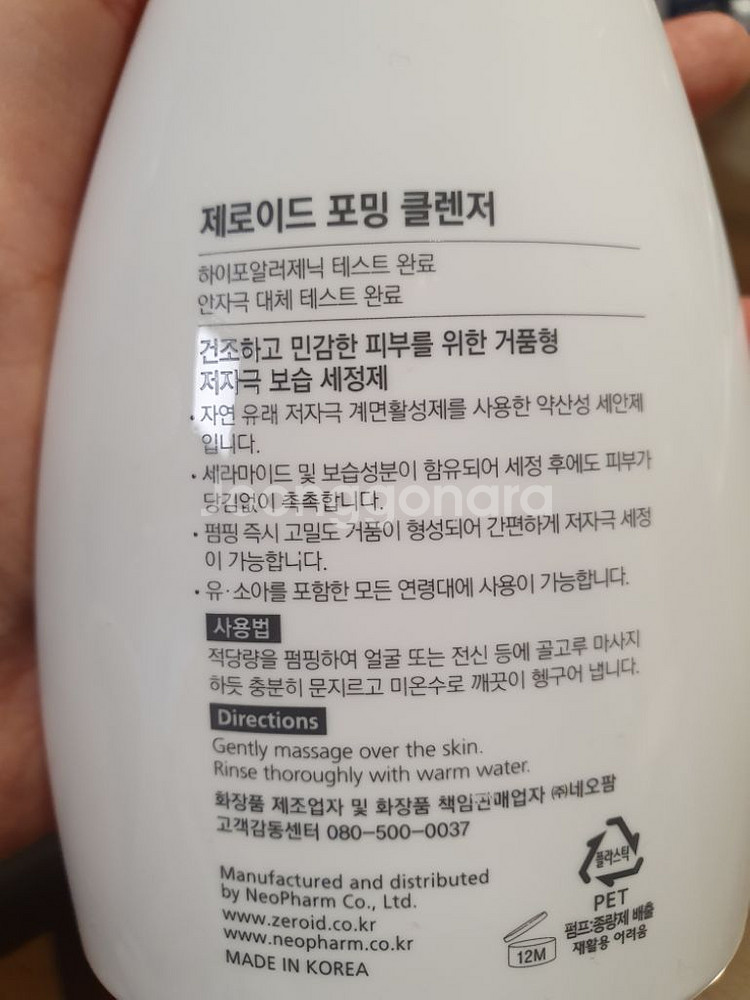 제로이드 포밍 클렌저
하이포알러제닉 테스트 완료
안자극 대체 테스트 완료
건조하고 민감한 피부를 위한 거품형
저자극 보습 세정제
• 자연 유래 저자극 계면활성제를 사용한 약산성 세안제
입니다.
• 세라마이드 및 보습성분이 함유되어 세정 후에도 피부가
당김없이 촉촉합니다.
Joonggonara
• 펌핑 즉시 고밀도 거품이 형성되어 간편하게 저자극 세정
이 가능합니다.
• 유·소아를 포함한 모든 연령대에 사용이 가능합니다.
사용법
적당량을 펌핑하여 얼굴 또는 전신 등에 골고루 마사지
하듯 충분히 문지르고 미온수로 깨끗이 헹구어 냅니다.
Directions
Gently massage over the skin.
Rinse thoroughly with warm water.
화장품 제조업자 및 화장품 책임판매업자 ㈜네오팜
고객감동센터 080-500-0037
Manufactured and distributed
by NeoPharm Co., Ltd.
www.zeroid.co.kr
www.neopharm.co.kr
MADE IN KOREA
플라스틱
PET
펌프:종량제 배출
재활용 어려움
12M